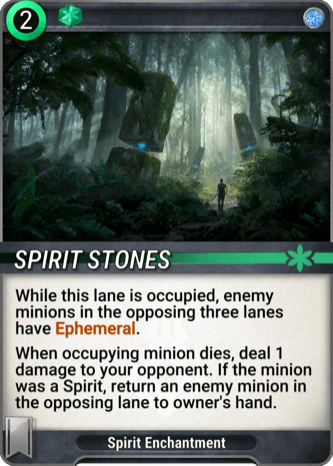 2
SPIRIT STONES
While this lane is occupied, enemy
minions in the opposing three lanes
have Ephemeral.
When occupying minion dies, deal 1
damage to your opponent. If the minion
was a Spirit, return an enemy minion in
the opposing lane to owner's hand.
Spirit Enchantment